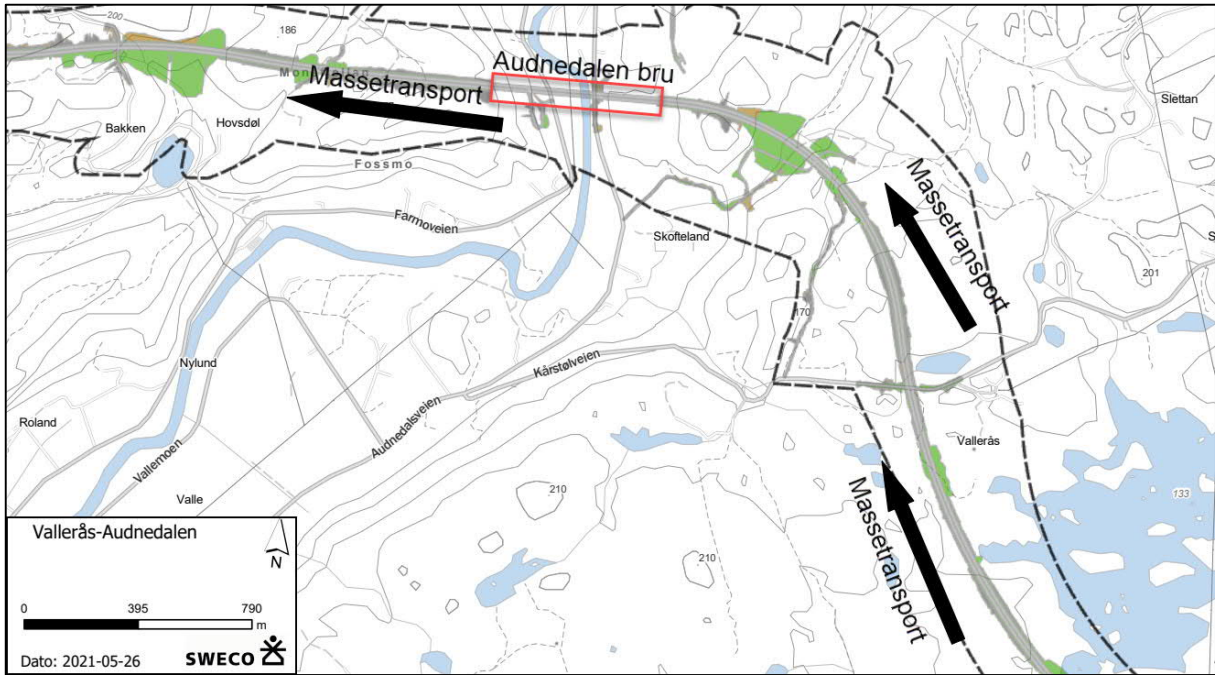 200
186
Audnedalen bru
Massetransport
Slettan
Bakken
Hovsdøl
Fossmo
Massetransport
Farmoveien
Skofteland
201
170
Nylund
Kårstølveien
Roland
Audnedalsveien
Vallerås
Vallemoen
133
210
Valle
Massetransport
210
Vallerås-Audnedalen
N
0 395 790
m
Dato: 2021-05-26
SWECO